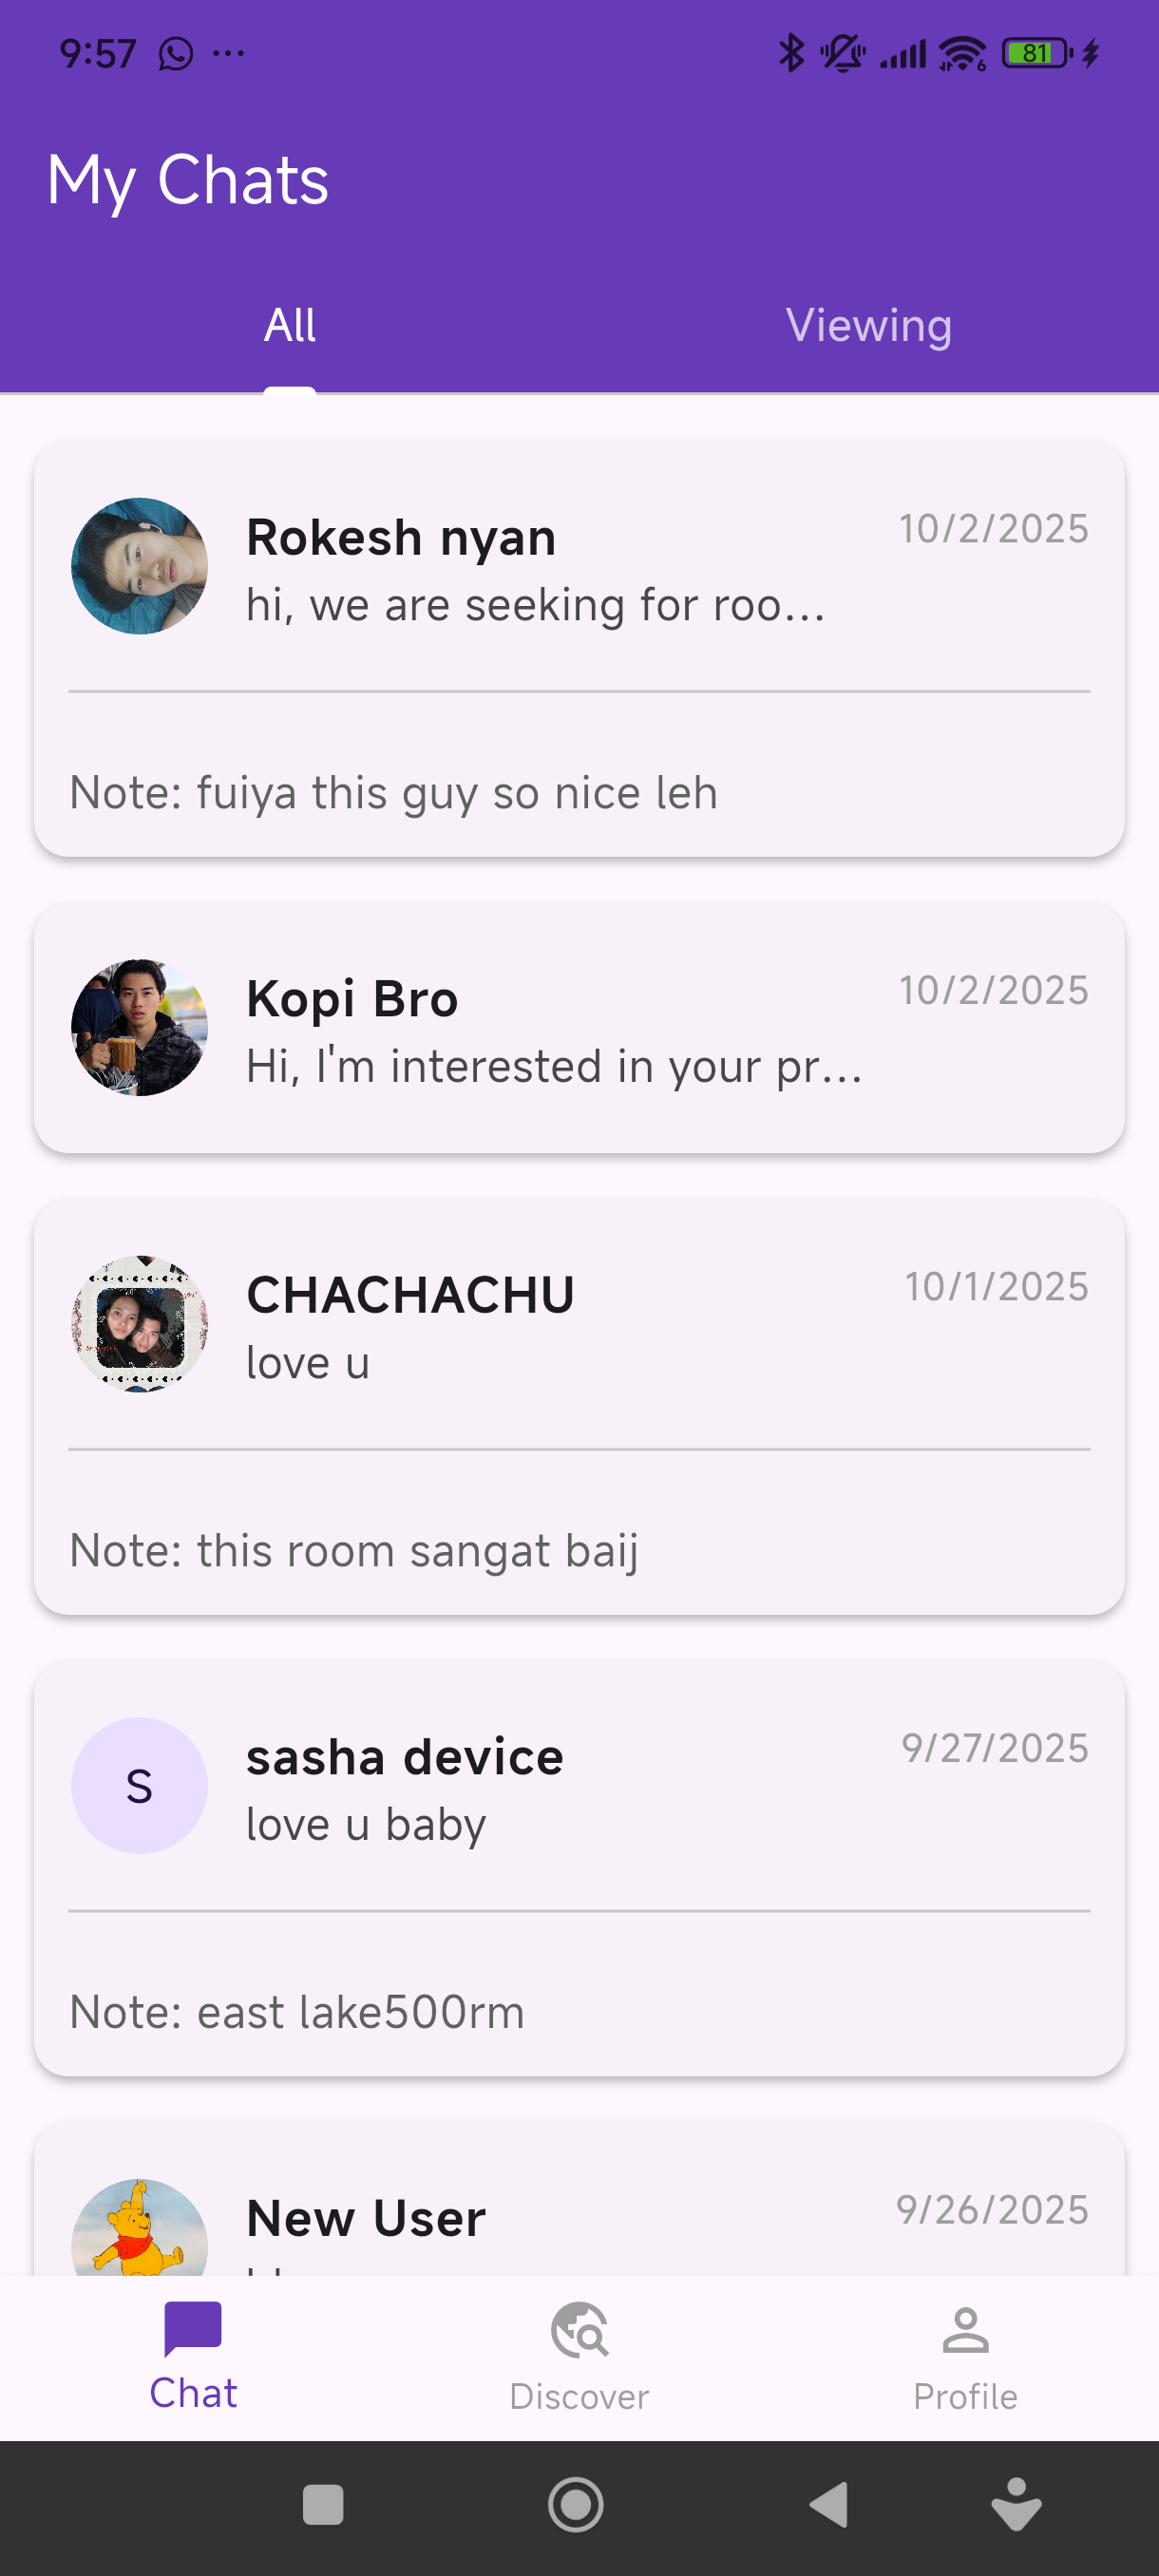 9:57
81
My Chats
All
Viewing
Rokesh nyan
10/2/2025
hi, we are seeking for roo...
Note: fuiya this guy so nice leh
Kopi Bro
10/2/2025
Hi, I'm interested in your pr...
CHACHACHU
10/1/2025
love u
Note: this room sangat baij
S
sasha device
9/27/2025
love u baby
Note: east lake500rm
New User
9/26/2025
Chat
Discover
Profile